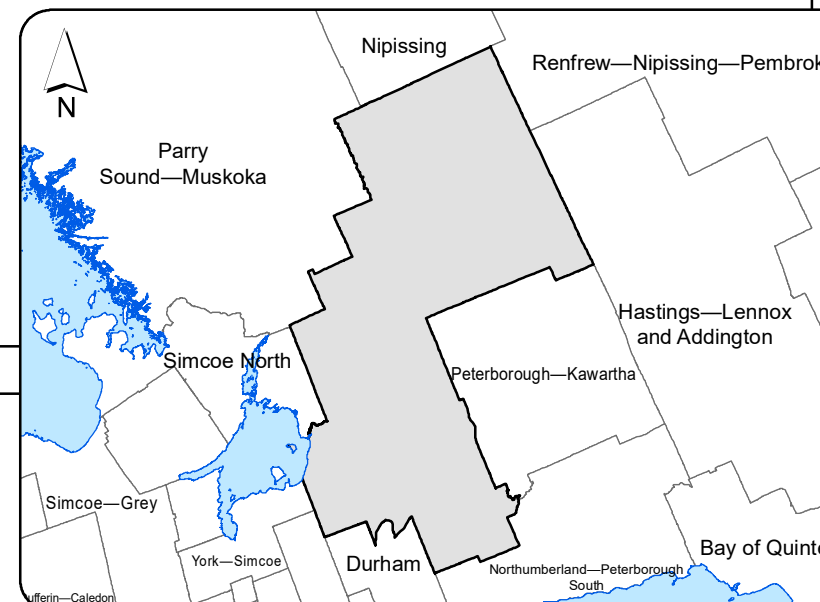 Nipissing
Renfrew—Nipissing—Pembrok
N
Parry
Sound—Muskoka
Hastings—Lennox
and Addington
Simcoe North
Peterborough—Kawartha
Simcoe—Grey
York—Simcoe
Durham
Bay of Quinte
Northumberland—Peterborough
South
ufferin—Caledon